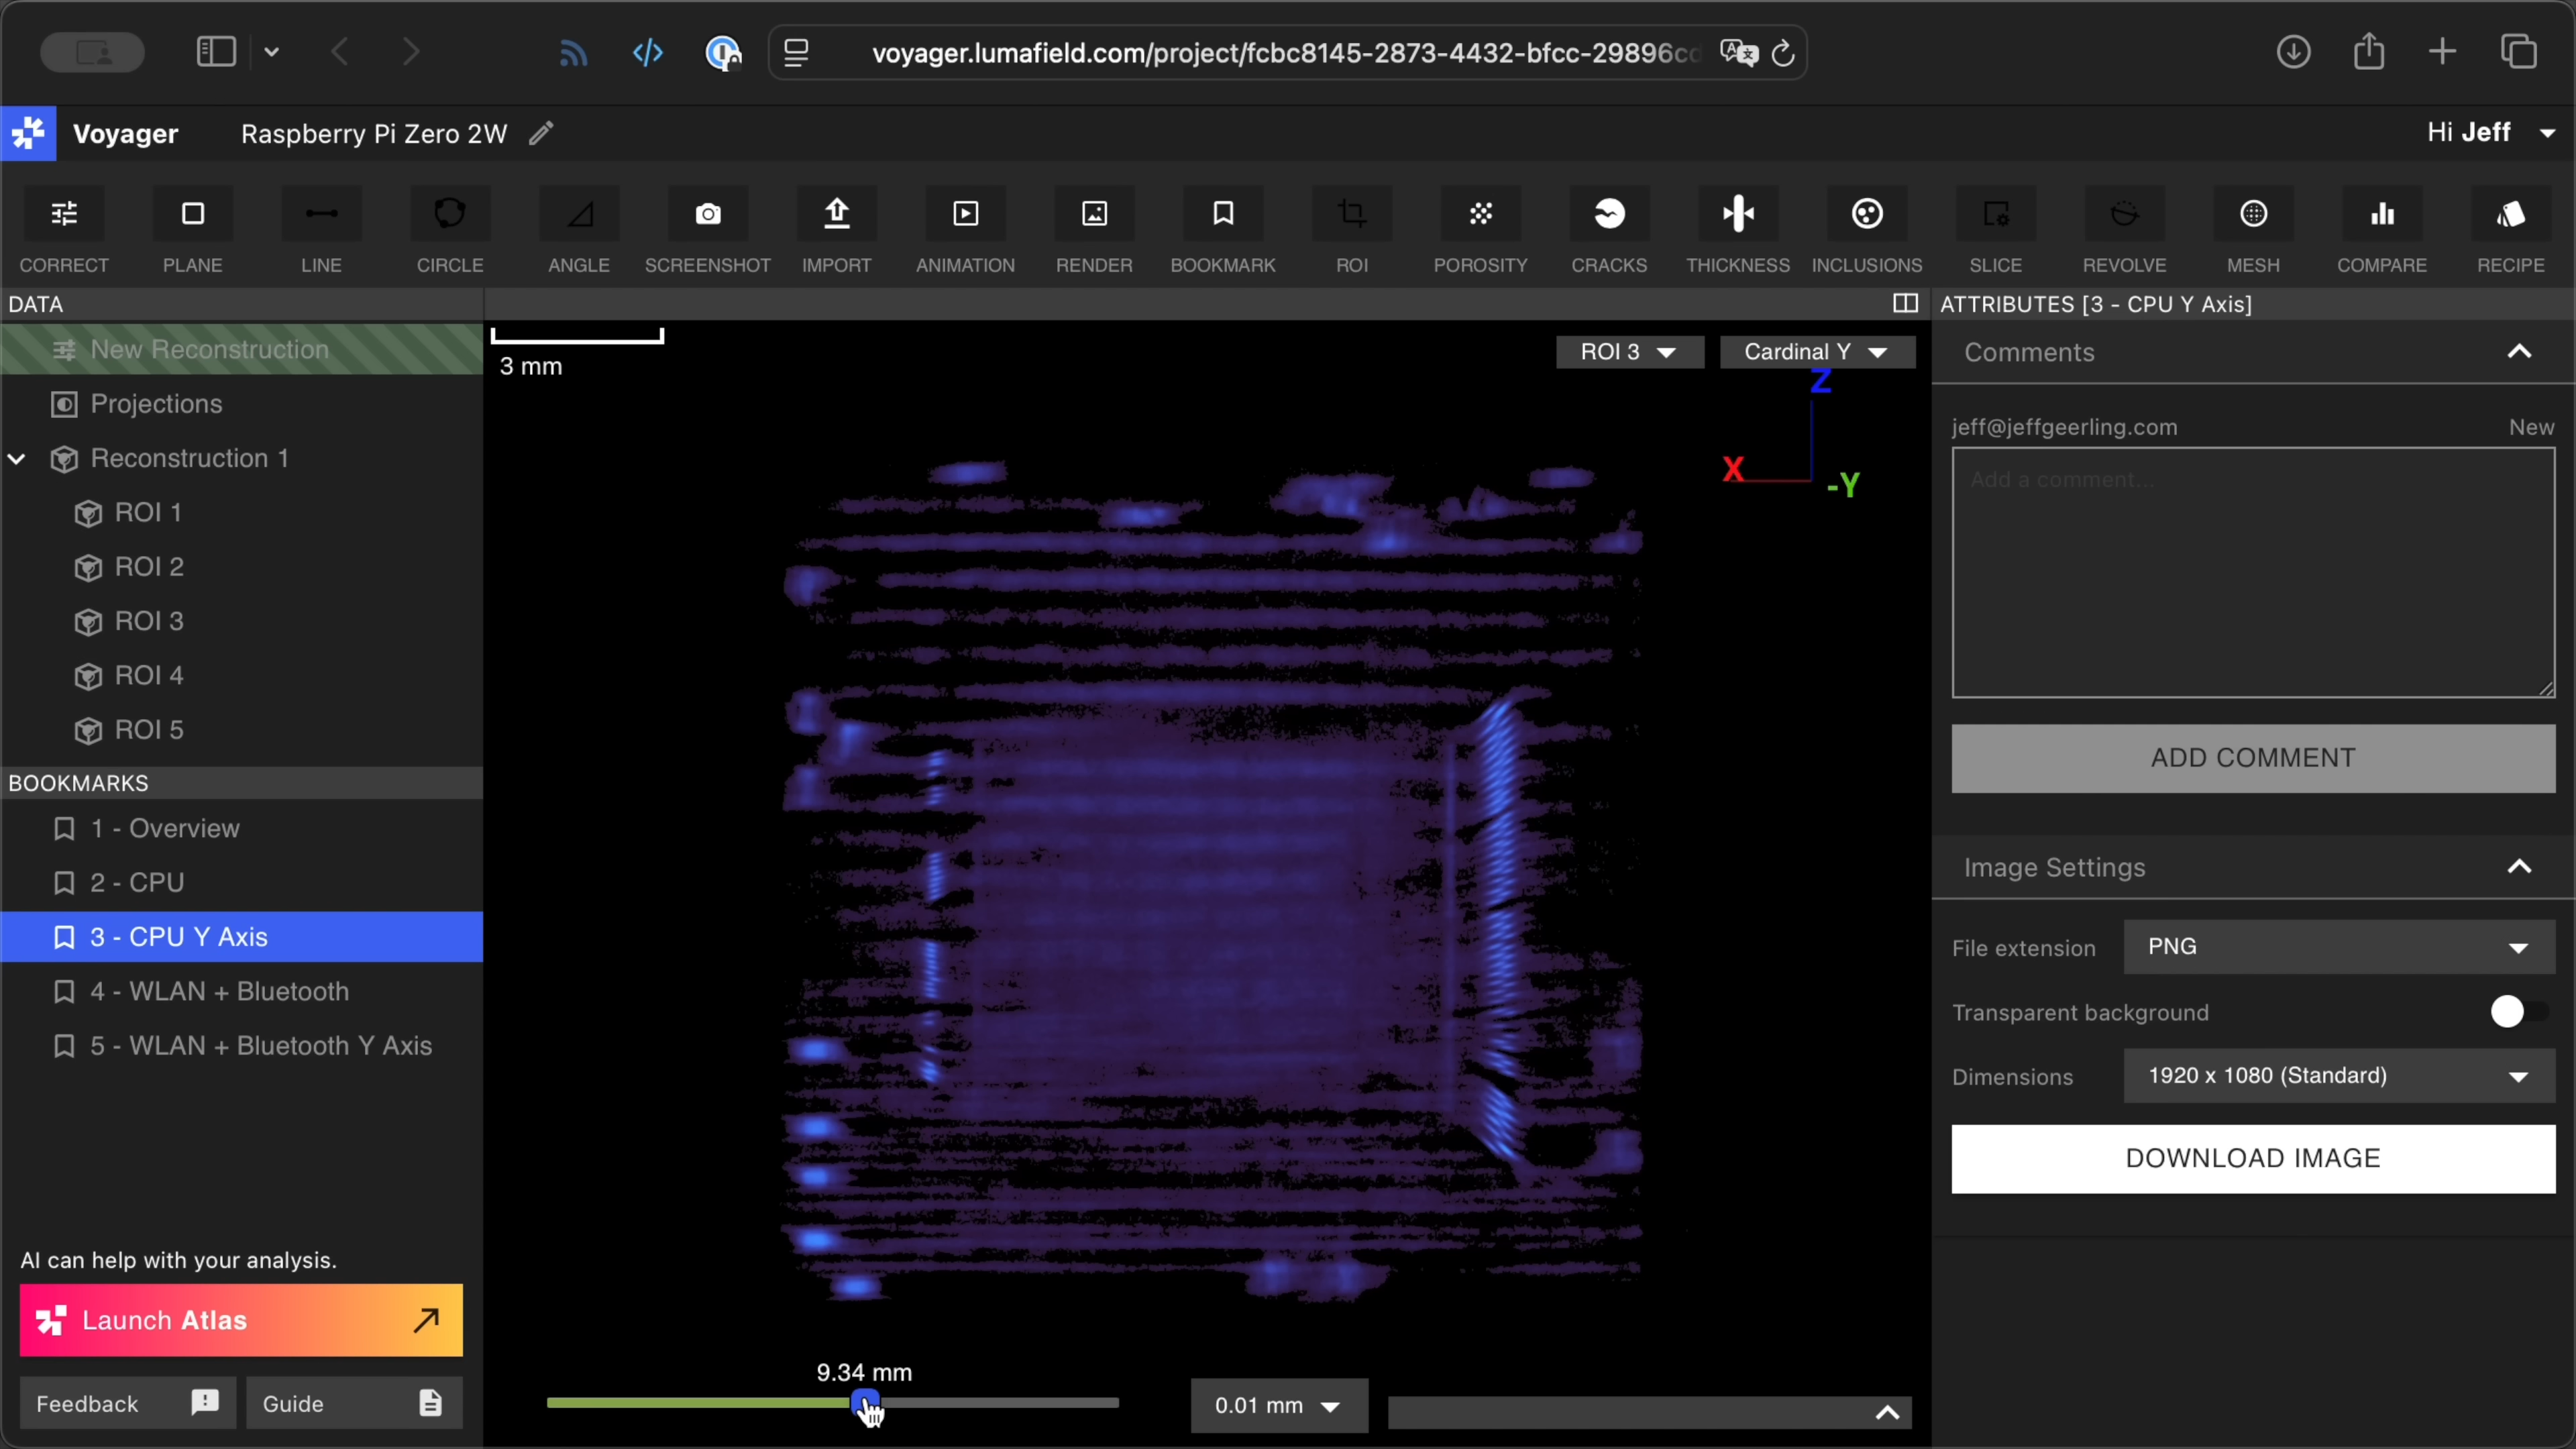 voyager.lumafield.com/project/fcbc8145-2873-4432-bfcc-29896cd
Voyager
Raspberry Pi Zero 2W
Hi Jeff
CORRECT
PLANE
LINE
CIRCLE
ANGLE
SCREENSHOT
IMPORT
ANIMATION
RENDER
BOOKMARK
ROI
POROSITY
CRACKS
THICKNESS
INCLUSIONS
SLICE
REVOLVE
MESH
COMPARE
RECIPE
DATA
New Reconstruction
Projections
Reconstruction 1
ROI 1
ROI 2
ROI 3
ROI 4
ROI 5
BOOKMARKS
1 - Overview
2 - CPU
3 - CPU Y Axis
4 - WLAN + Bluetooth
5 - WLAN + Bluetooth Y Axis
AI can help with your analysis.
Launch Atlas
Feedback
Guide
3 mm
ROI 3
Cardinal Y
Z
X
-Y
9.34 mm
0.01 mm
ATTRIBUTES [3 - CPU Y Axis]
Comments
jeff@jeffgeerling.com
New
Add a comment...
ADD COMMENT
Image Settings
File extension
PNG
Transparent background
Dimensions
1920 x 1080 (Standard)
DOWNLOAD IMAGE